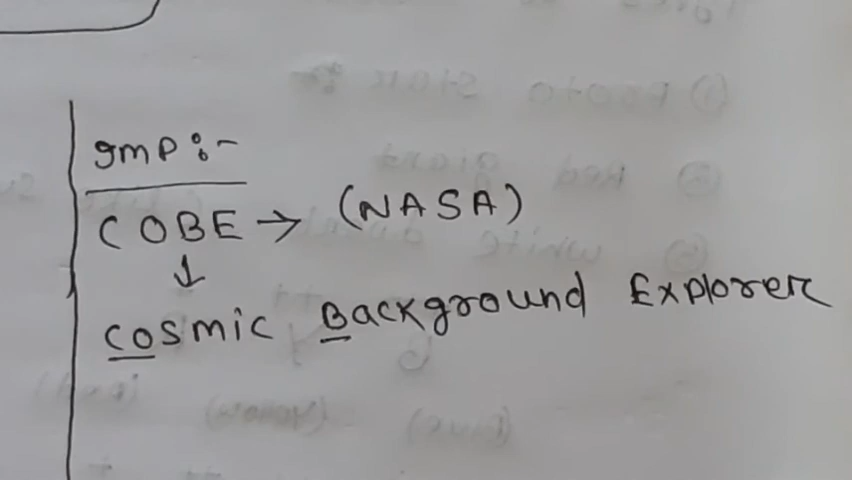 Imp :-
COBE → (NASA)
↓
Cosmic Background Explorer